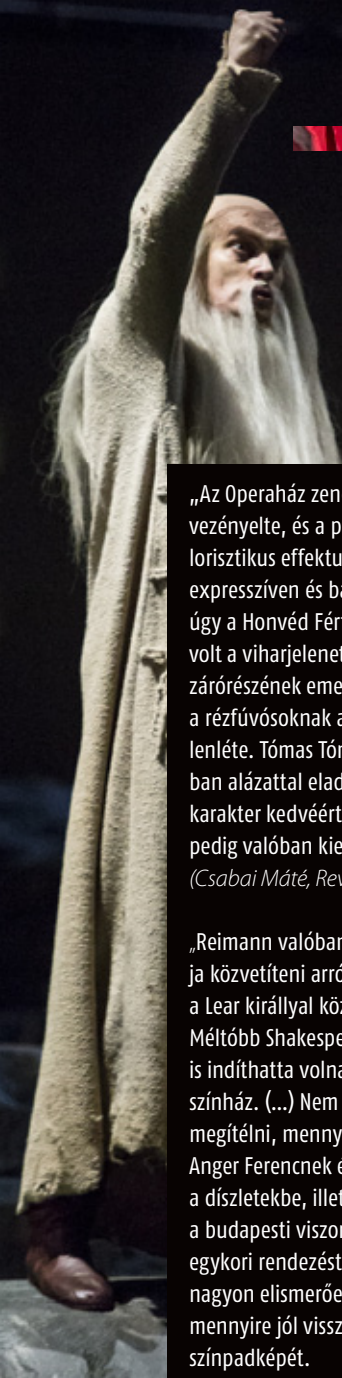 „Az Operaház zen
vezényelte, és a p
lorisztikus effektu
expresszíven és ba
úgy a Honvéd Fér
volt a viharjelenet
zárórészének eme
a rézfúvósoknak a
lenléte. Tómas Tó
ban alázattal elad
karakter kedvéért
pedig valóban kie
(Csabai Máté, Rev
„Reimann valóban
ja közvetíteni arró
a Lear királlyal köz
Méltóbb Shakespe
is indíthatta volna
színház. (...) Nem
megítélni, menny
Anger Ferencnek é
a díszletekbe, illet
a budapesti viszon
egykori rendezést
nagyon elismerőe
mennyire jól vissz
színpadképét.